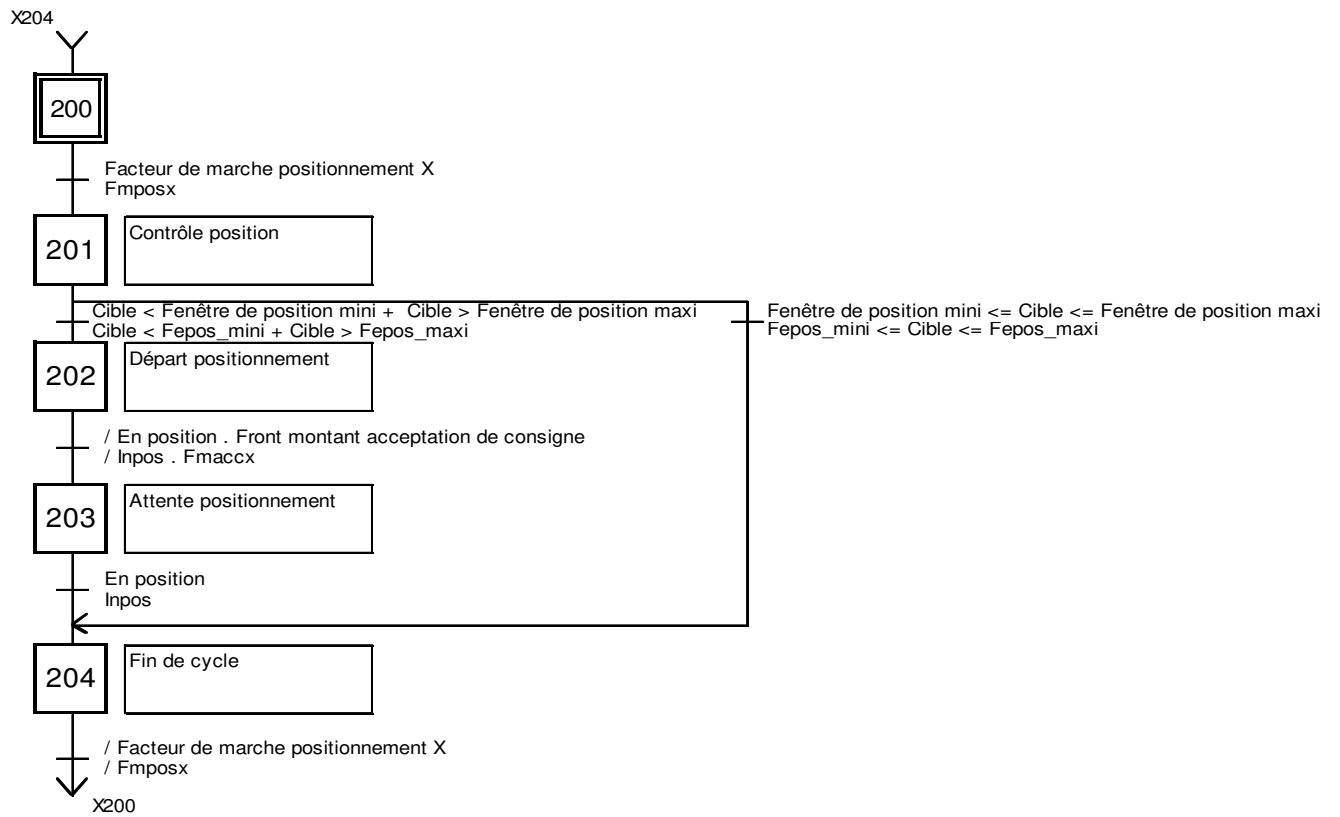 X204
200
Facteur de marche positionnement X
Fmposx
201
Contrôle position
Cible < Fenêtre de position mini + Cible > Fenêtre de position maxi
Cible < Fepos_mini + Cible > Fepos_maxi
Fenêtre de position mini <= Cible <= Fenêtre de position maxi
Fepos_mini <= Cible <= Fepos_maxi
202
Départ positionnement
/ En position . Front montant acceptation de consigne
/ Inpos . Fmaccx
203
Attente positionnement
En position
Inpos
204
Fin de cycle
/ Facteur de marche positionnement X
/ Fmposx
X200